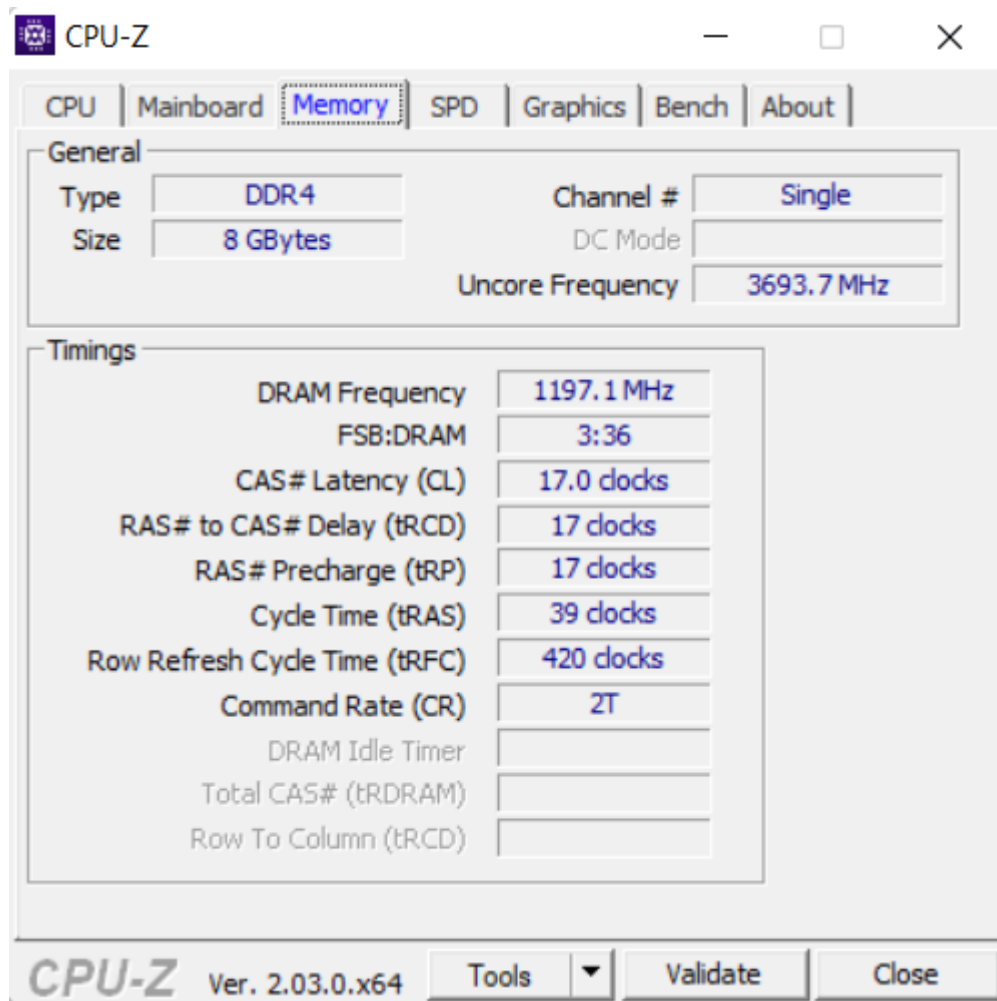 CPU-Z
CPU Mainboard Memory SPD Graphics Bench About
General
Type DDR4 Channel # Single
Size 8 GBytes DC Mode
Uncore Frequency 3693.7 MHz
Timings
DRAM Frequency 1197.1 MHz
FSB:DRAM 3:36
CAS# Latency (CL) 17.0 clocks
RAS# to CAS# Delay (tRCD) 17 clocks
RAS# Precharge (tRP) 17 clocks
Cycle Time (tRAS) 39 clocks
Row Refresh Cycle Time (tRFC) 420 clocks
Command Rate (CR) 2T
DRAM Idle Timer
Total CAS# (tRDRAM)
Row To Column (tRCD)
CPU-Z Ver. 2.03.0.x64 Tools Validate Close